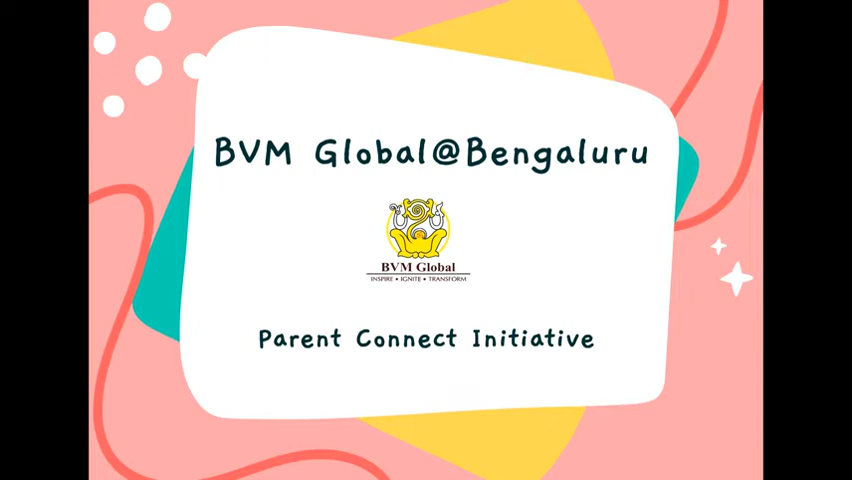 BVM Global@Bengaluru
BVM Global
INSPIRE • IGNITE • TRANSFORM
Parent Connect Initiative